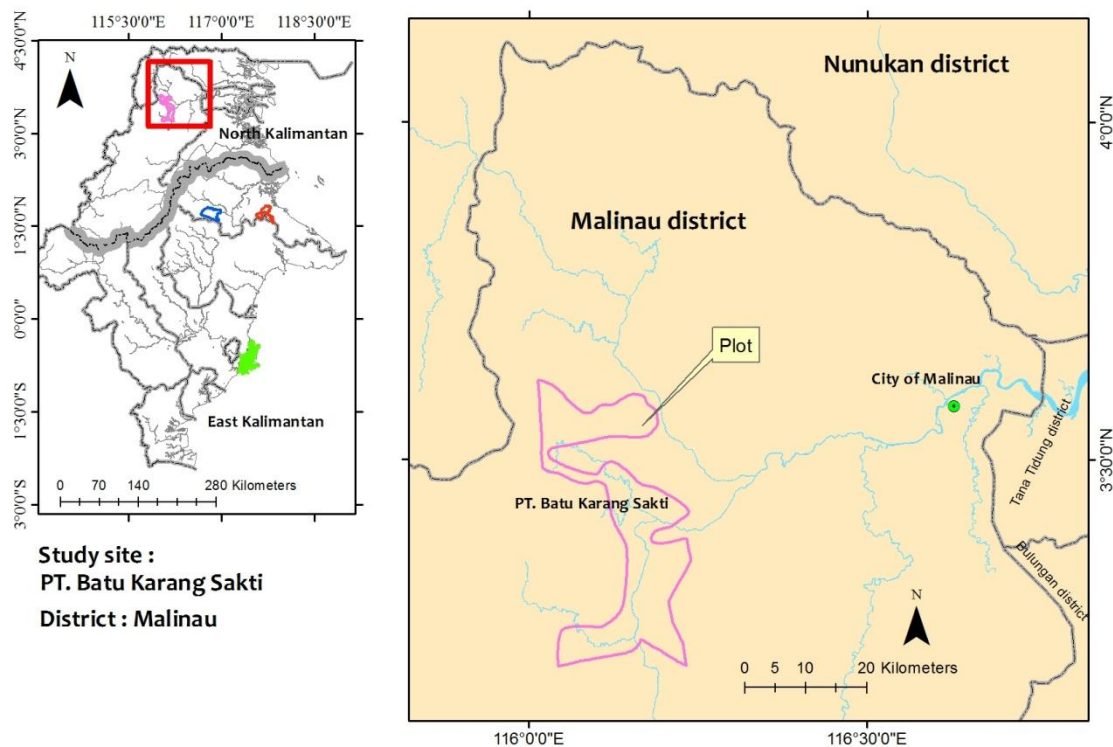 115°30'0"E 117°0'0"E 118°30'0"E
4°30'0"N
3°0'0"N
1°30'0"N
0°0'0"
1°30'0"S
3°0'0"S
N
North Kalimantan
East Kalimantan
0 70 140 280 Kilometers
Study site :
PT. Batu Karang Sakti
District : Malinau
Nunukan district
Malinau district
Plot
City of Malinau
PT. Batu Karang Sakti
Tana Tidung district
Bulungan district
N
0 5 10 20 Kilometers
4°0'0"N
3°30'0"N
116°0'0"E 116°30'0"E